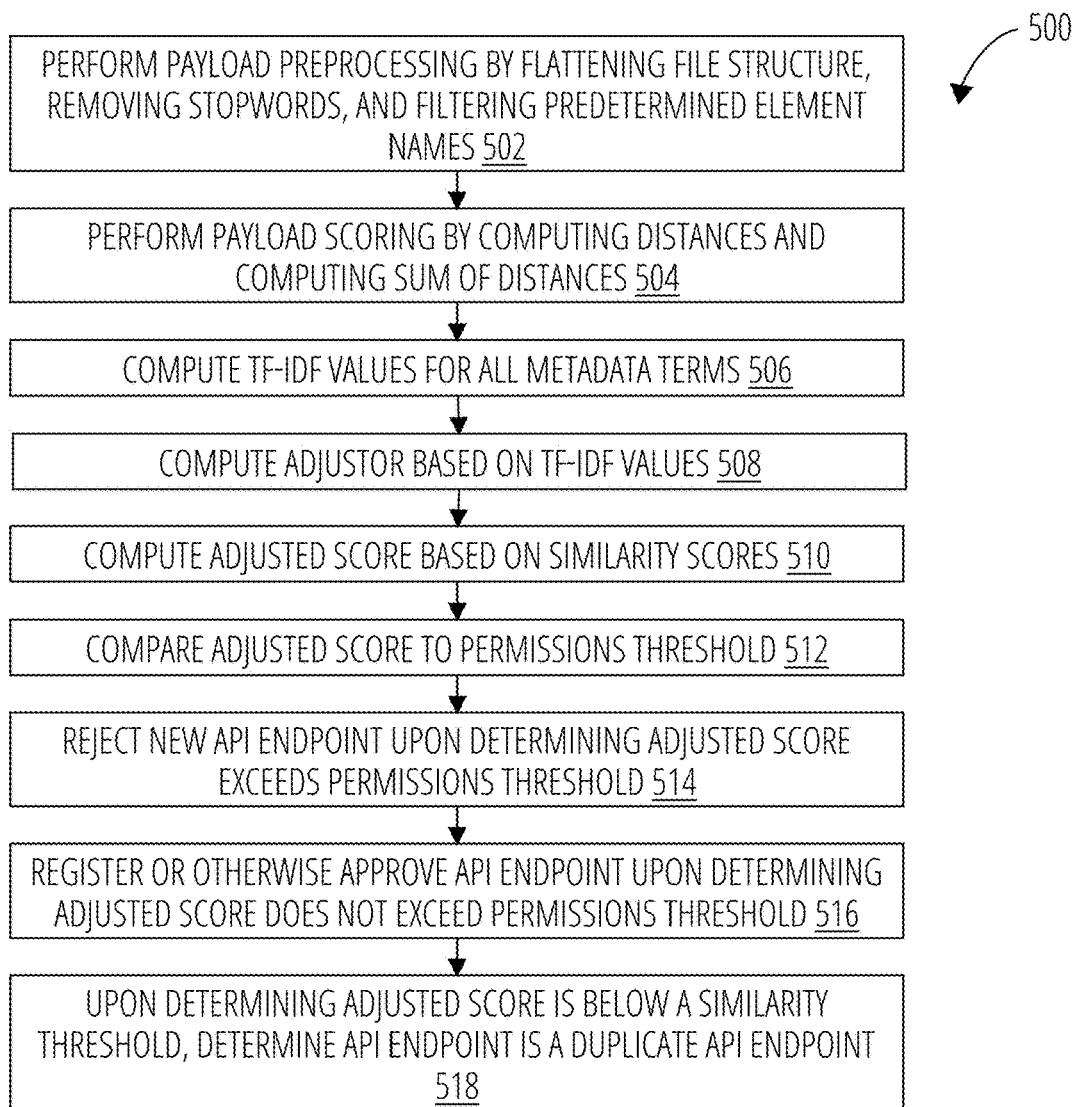 500
PERFORM PAYLOAD PREPROCESSING BY FLATTENING FILE STRUCTURE,
REMOVING STOPWORDS, AND FILTERING PREDETERMINED ELEMENT
NAMES 502
PERFORM PAYLOAD SCORING BY COMPUTING DISTANCES AND
COMPUTING SUM OF DISTANCES 504
COMPUTE TF-IDF VALUES FOR ALL METADATA TERMS 506
COMPUTE ADJUSTOR BASED ON TF-IDF VALUES 508
COMPUTE ADJUSTED SCORE BASED ON SIMILARITY SCORES 510
COMPARE ADJUSTED SCORE TO PERMISSIONS THRESHOLD 512
REJECT NEW API ENDPOINT UPON DETERMINING ADJUSTED SCORE
EXCEEDS PERMISSIONS THRESHOLD 514
REGISTER OR OTHERWISE APPROVE API ENDPOINT UPON DETERMINING
ADJUSTED SCORE DOES NOT EXCEED PERMISSIONS THRESHOLD 516
UPON DETERMINING ADJUSTED SCORE IS BELOW A SIMILARITY
THRESHOLD, DETERMINE API ENDPOINT IS A DUPLICATE API ENDPOINT
518